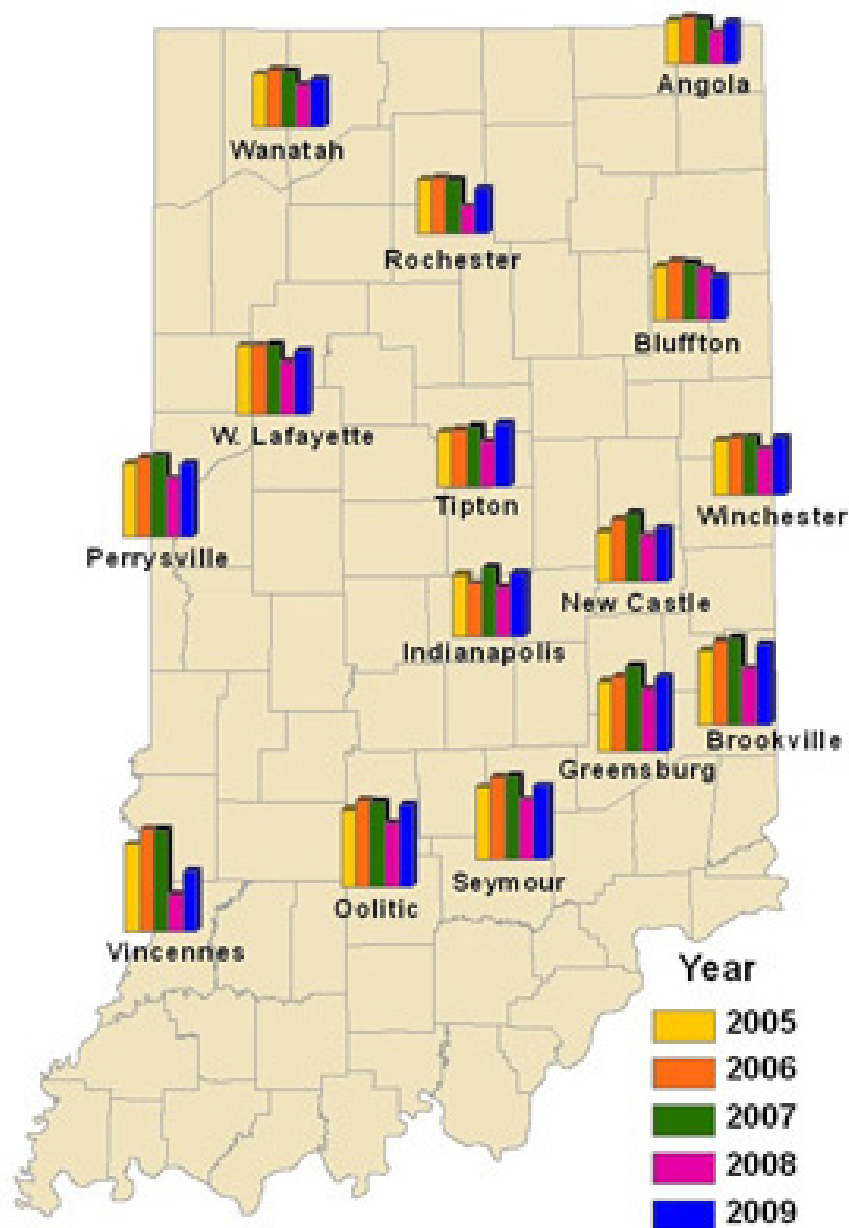 Angola
Wanatah
Rochester
Bluffton
W. Lafayette
Tipton
Winchester
Perrysville
New Castle
Indianapolis
Brookville
Greensburg
Seymour
Oolitic
Vincennes
Year
2005
2006
2007
2008
2009